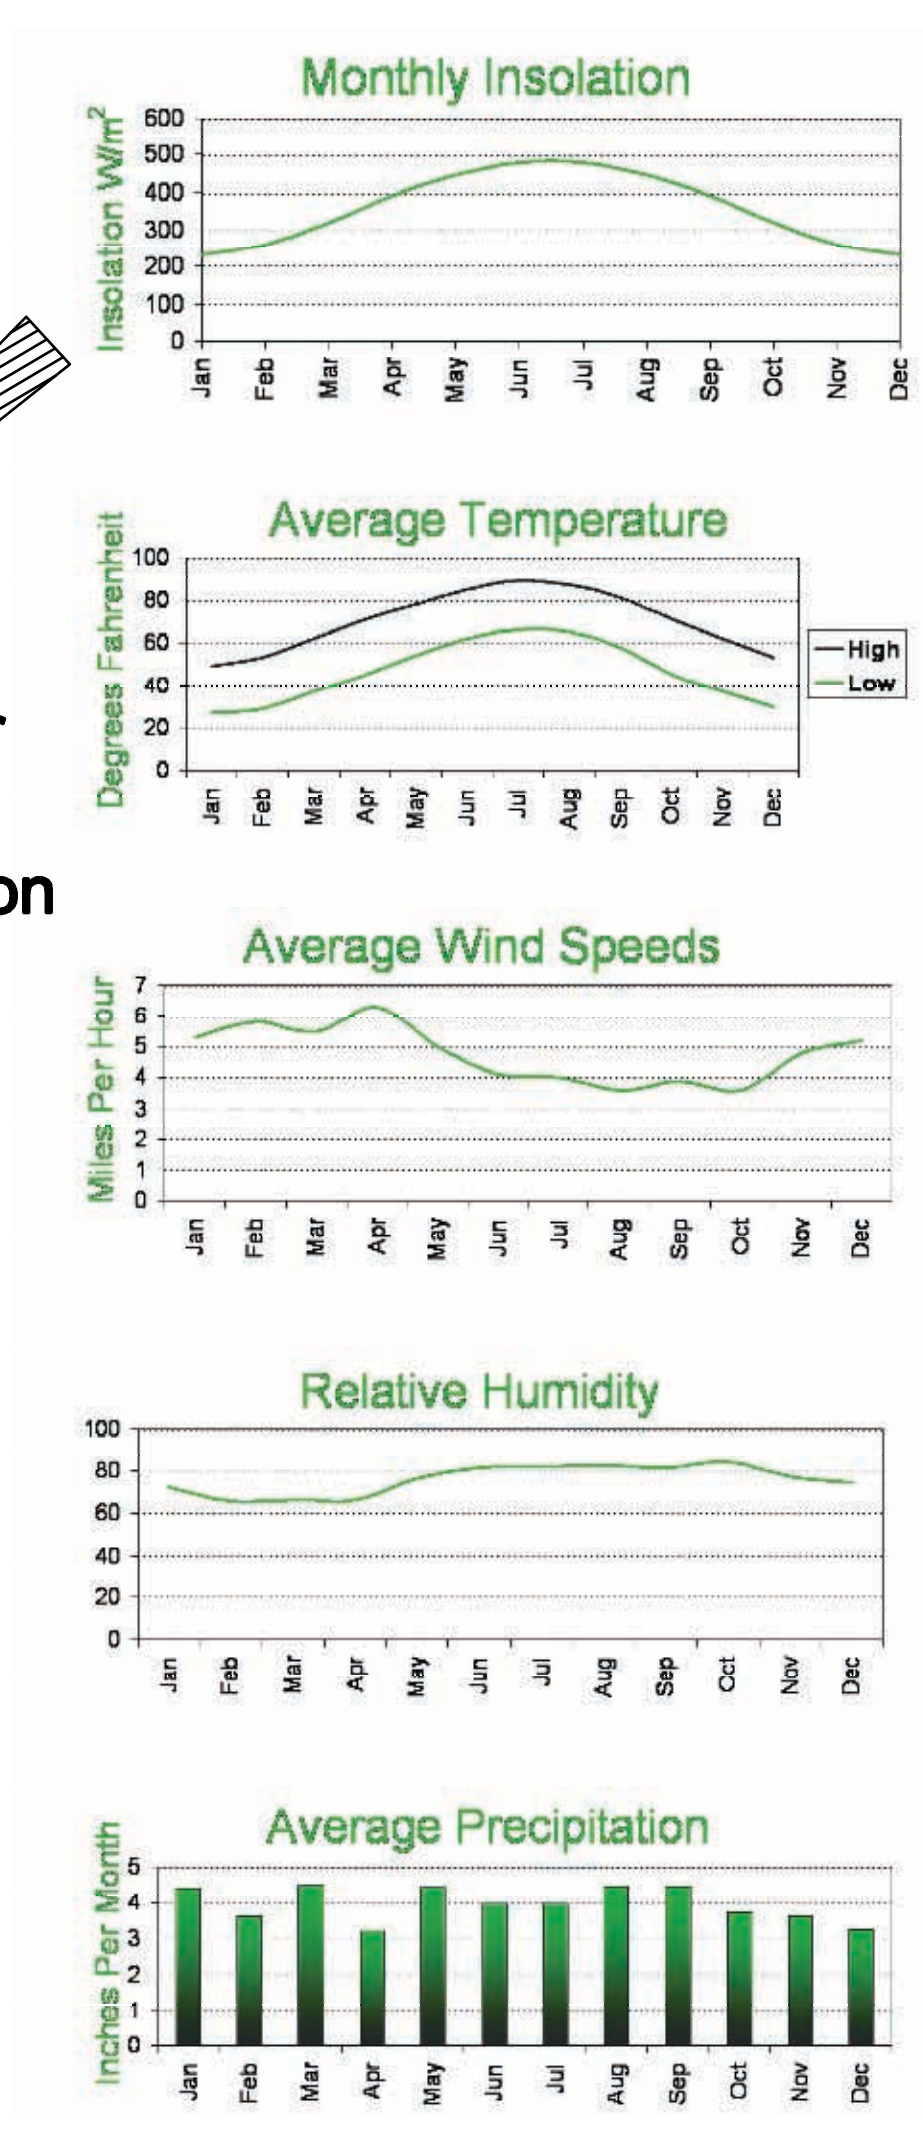 Monthly Insolation
Insolation W/m²
600
500
400
300
200
100
0
Jan Feb Mar Apr May Jun Jul Aug Sep Oct Nov Dec
Average Temperature
Degrees Fahrenheit
100
80
60
40
20
0
High
Low
Jan Feb Mar Apr May Jun Jul Aug Sep Oct Nov Dec
on
Average Wind Speeds
Miles Per Hour
7
6
5
4
3
2
1
0
Jan Feb Mar Apr May Jun Jul Aug Sep Oct Nov Dec
Relative Humidity
100
80
60
40
20
0
Jan Feb Mar Apr May Jun Jul Aug Sep Oct Nov Dec
Average Precipitation
Inches Per Month
5
4
3
2
1
0
Jan Feb Mar Apr May Jun Jul Aug Sep Oct Nov Dec